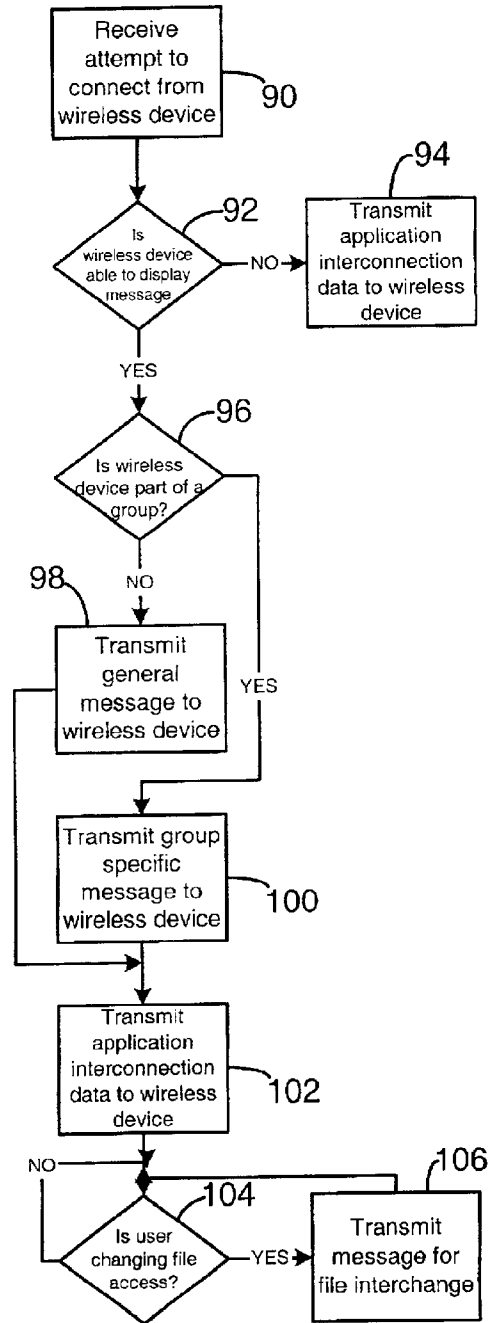 Receive
attempt to
connect from
wireless device
90
92
94
Is
wireless device
able to display
message
NO
Transmit
application
interconnection
data to wireless
device
YES
96
Is wireless
device part of a
group?
NO
98
Transmit
general
message to
wireless device
YES
Transmit group
specific
message to
wireless device
100
Transmit
application
interconnection
data to wireless
device
102
NO
104
106
Is user
changing file
access?
YES
Transmit
message for
file interchange